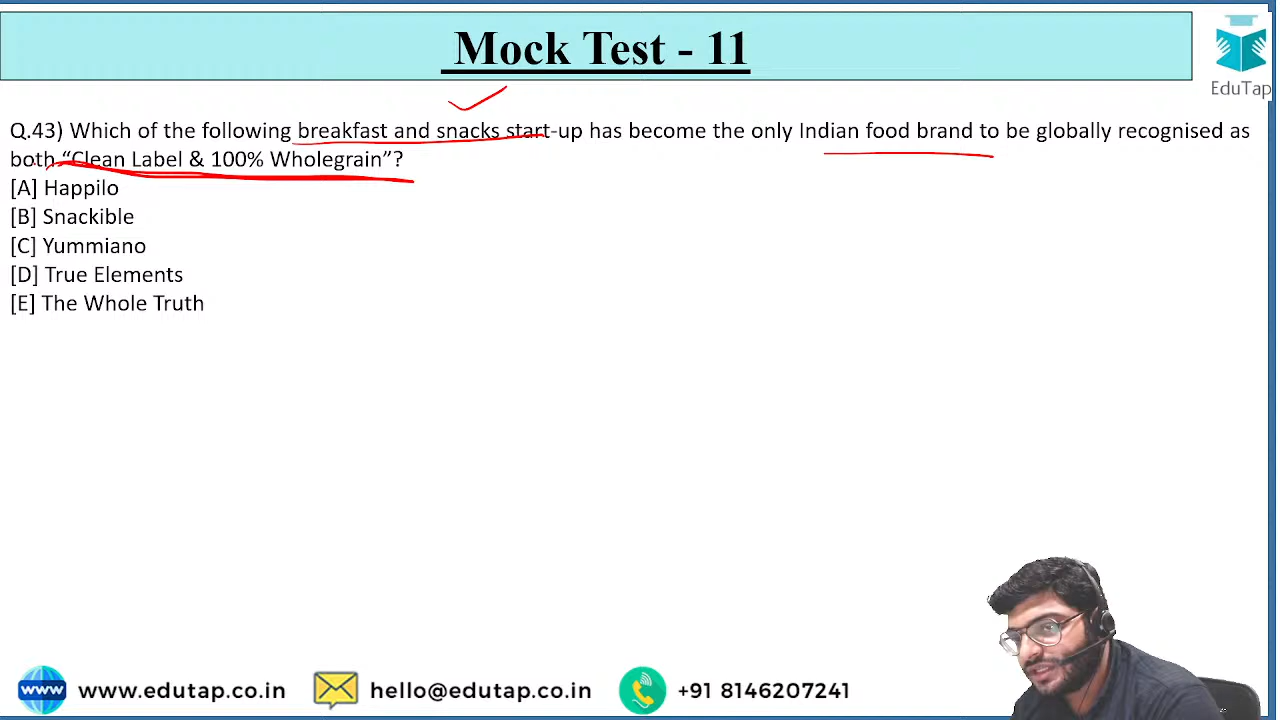 Mock Test - 11
EduTap
Q.43) Which of the following breakfast and snacks start-up has become the only Indian food brand to be globally recognised as
both “Clean Label & 100% Wholegrain”?
[A] Happilo
[B] Snackible
[C] Yummiano
[D] True Elements
[E] The Whole Truth
www www.edutap.co.in hello@edutap.co.in +91 8146207241